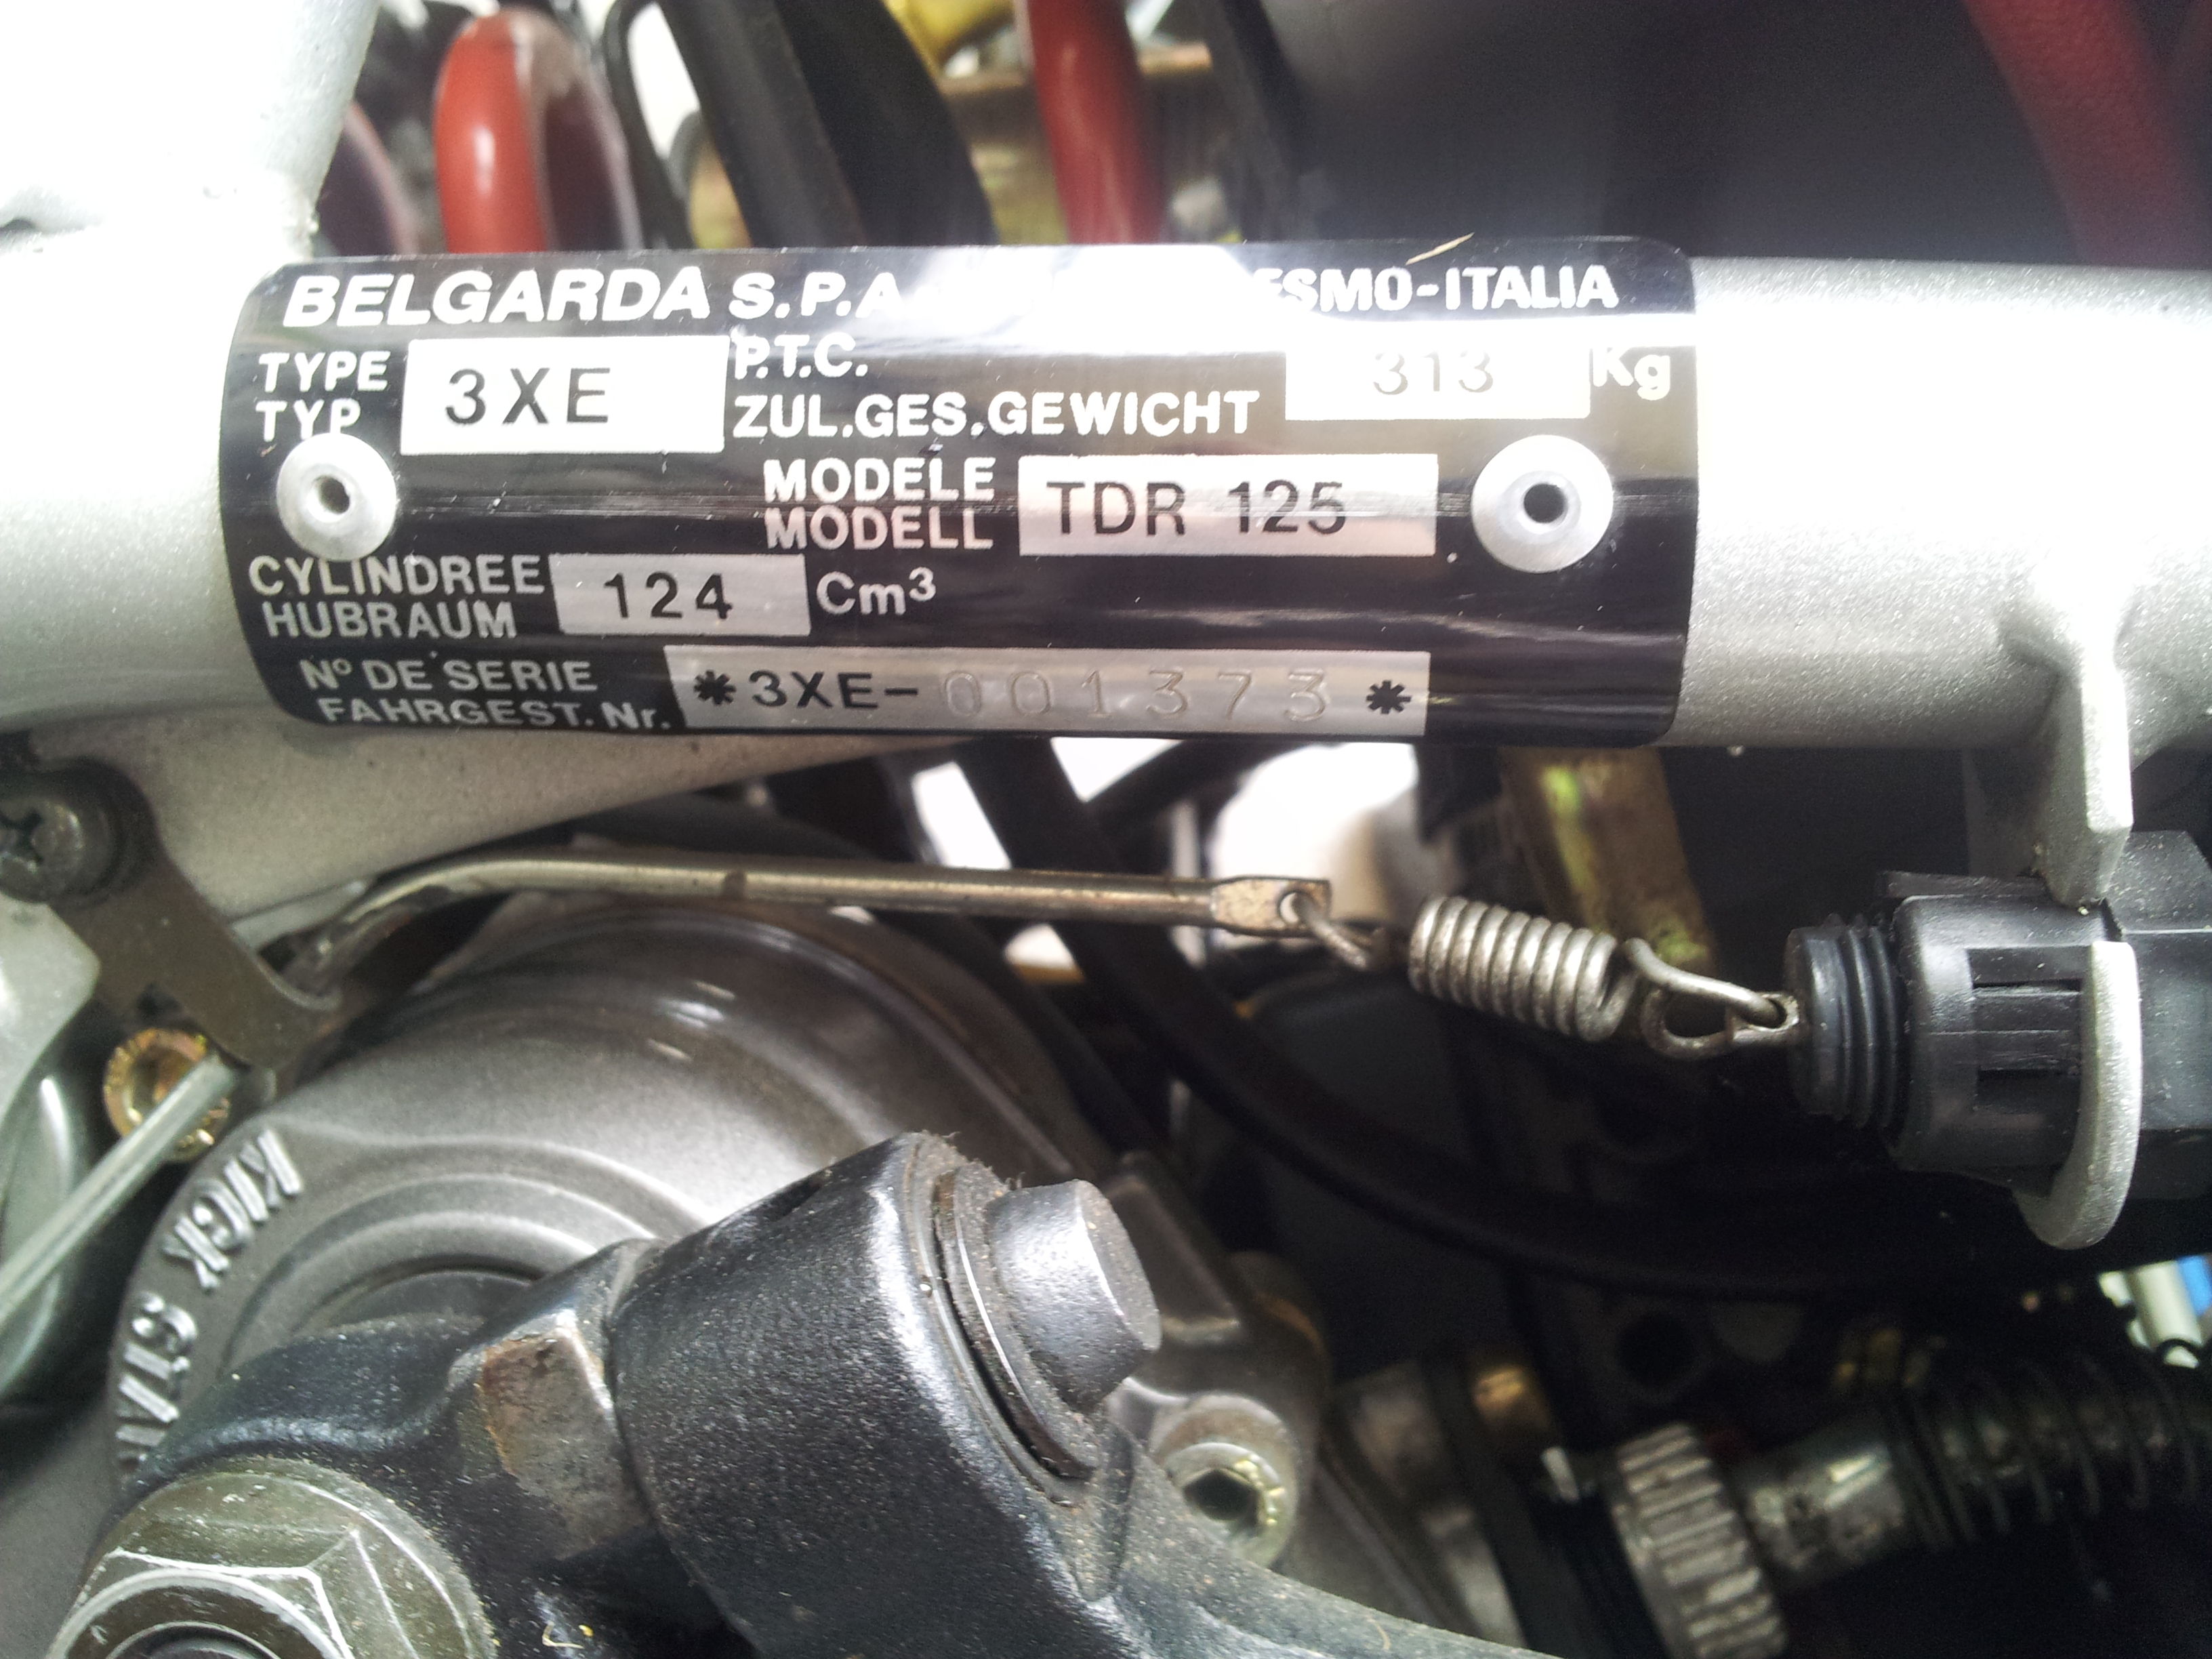 BELGARDA S.P.A. ESMO-ITALIA
TYPE 3XE P.T.C. 313 Kg
TYP ZUL.GES.GEWICHT
MODELE TDR 125
MODELL
CYLINDREE 124 Cm³
HUBRAUM
Nº DE SERIE *3XE-001373*
FAHRGEST.Nr.
KICK STA